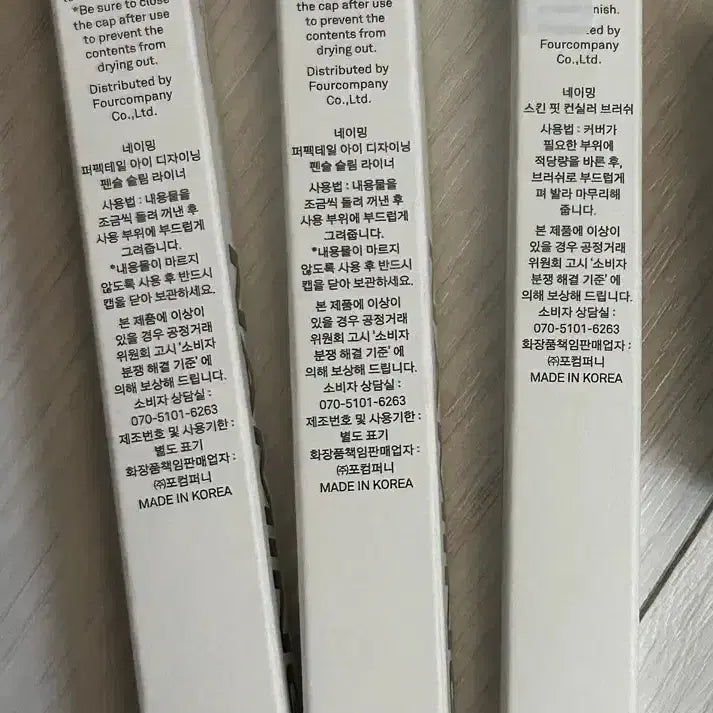 *Be sure to close
the cap after use
to prevent the
contents from
drying out.
Distributed by
Fourcompany
Co.,Ltd.
네이밍
퍼펙테일 아이 디자이닝
펜슬 슬림 라이너
사용법 : 내용물을
조금씩 돌려 꺼낸 후
사용 부위에 부드럽게
그려줍니다.
*내용물이 마르지
않도록 사용 후 반드시
캡을 닫아 보관하세요.
본 제품에 이상이
있을 경우 공정거래
위원회 고시 '소비자
분쟁 해결 기준' 에
의해 보상해 드립니다.
소비자 상담실 :
070-5101-6263
제조번호 및 사용기한 :
별도 표기
화장품책임판매업자 :
㈜포컴퍼니
MADE IN KOREA
the cap after use
to prevent the
contents from
drying out.
Distributed by
Fourcompany
Co.,Ltd.
네이밍
퍼펙테일 아이 디자이닝
펜슬 슬림 라이너
사용법 : 내용물을
조금씩 돌려 꺼낸 후
사용 부위에 부드럽게
그려줍니다.
*내용물이 마르지
않도록 사용 후 반드시
캡을 닫아 보관하세요.
본 제품에 이상이
있을 경우 공정거래
위원회 고시 '소비자
분쟁 해결 기준' 에
의해 보상해 드립니다.
소비자 상담실 :
070-5101-6263
제조번호 및 사용기한 :
별도 표기
화장품책임판매업자 :
㈜포컴퍼니
MADE IN KOREA
Fourcompany
Co.,Ltd.
네이밍
스킨 핏 컨실러 브러쉬
사용법 : 커버가
필요한 부위에
적당량을 바른 후,
브러쉬로 부드럽게
펴 발라 마무리해
줍니다.
본 제품에 이상이
있을 경우 공정거래
위원회 고시 '소비자
분쟁 해결 기준' 에
의해 보상해 드립니다.
소비자 상담실 :
070-5101-6263
화장품책임판매업자 :
㈜포컴퍼니
MADE IN KOREA